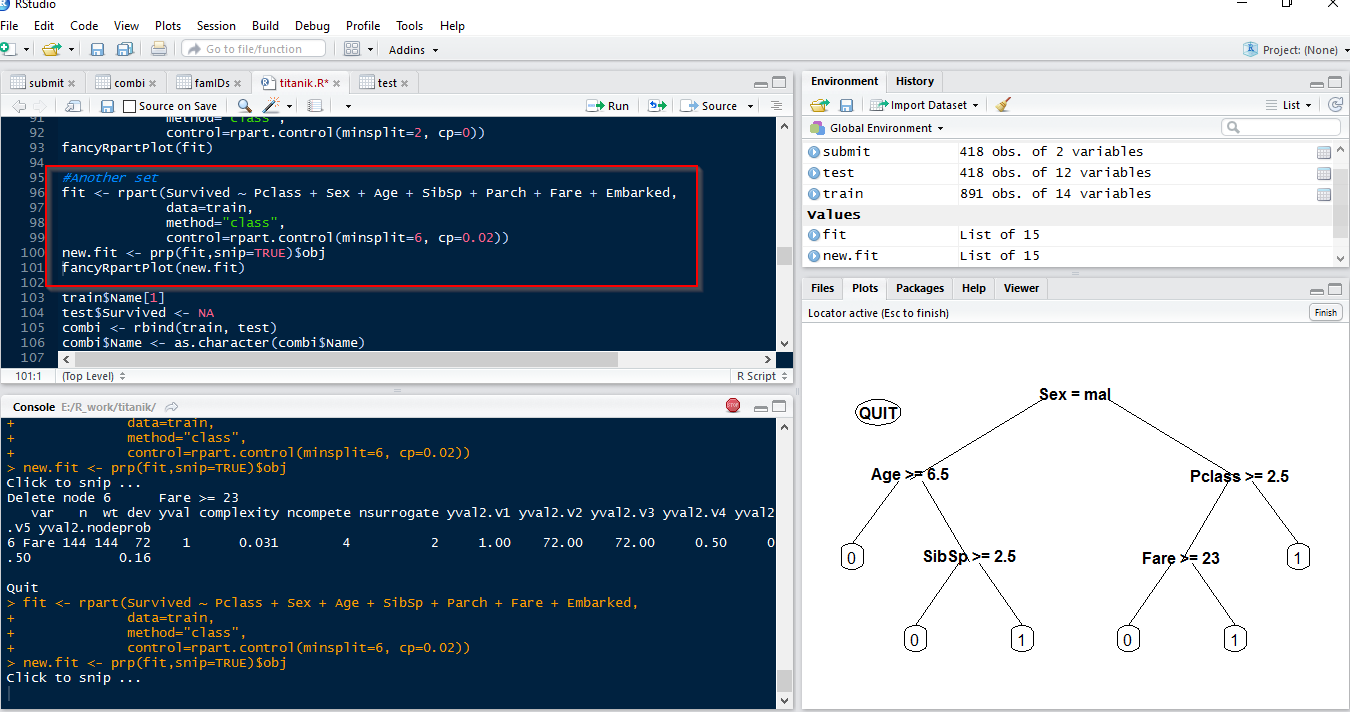 RStudio
File Edit Code View Plots Session Build Debug Profile Tools Help
Go to file/function Addins Project: (None)
submit combi famIDs titanik.R* test
Source on Save Run Source
91 method="class",
92 control=rpart.control(minsplit=2, cp=0))
93 fancyRpartPlot(fit)
94
95 #Another set
96 fit <- rpart(Survived ~ Pclass + Sex + Age + SibSp + Parch + Fare + Embarked,
97 data=train,
98 method="class",
99 control=rpart.control(minsplit=6, cp=0.02))
100 new.fit <- prp(fit,snip=TRUE)$obj
101 fancyRpartPlot(new.fit)
102
103 train$Name[1]
104 test$Survived <- NA
105 combi <- rbind(train, test)
106 combi$Name <- as.character(combi$Name)
107
101:1 (Top Level) R Script
Console E:/R_work/titanik/
STOP
+ data=train,
+ method="class",
+ control=rpart.control(minsplit=6, cp=0.02))
> new.fit <- prp(fit,snip=TRUE)$obj
Click to snip ...
Delete node 6 Fare >= 23
var n wt dev yval complexity ncompete nsurrogate yval2.V1 yval2.V2 yval2.V3 yval2.V4 yval2
.V5 yval2.nodeprob
6 Fare 144 144 72 1 0.031 4 2 1.00 72.00 72.00 0.50 0
.50 0.16
Quit
> fit <- rpart(Survived ~ Pclass + Sex + Age + SibSp + Parch + Fare + Embarked,
+ data=train,
+ method="class",
+ control=rpart.control(minsplit=6, cp=0.02))
> new.fit <- prp(fit,snip=TRUE)$obj
Click to snip ...
Environment History
Import Dataset List
Global Environment
submit 418 obs. of 2 variables
test 418 obs. of 12 variables
train 891 obs. of 14 variables
Values
fit List of 15
new.fit List of 15
Files Plots Packages Help Viewer
Locator active (Esc to finish) Finish
Sex = mal
QUIT
Age >= 6.5 Pclass >= 2.5
0 SibSp >= 2.5 Fare >= 23 1
0 1 0 1